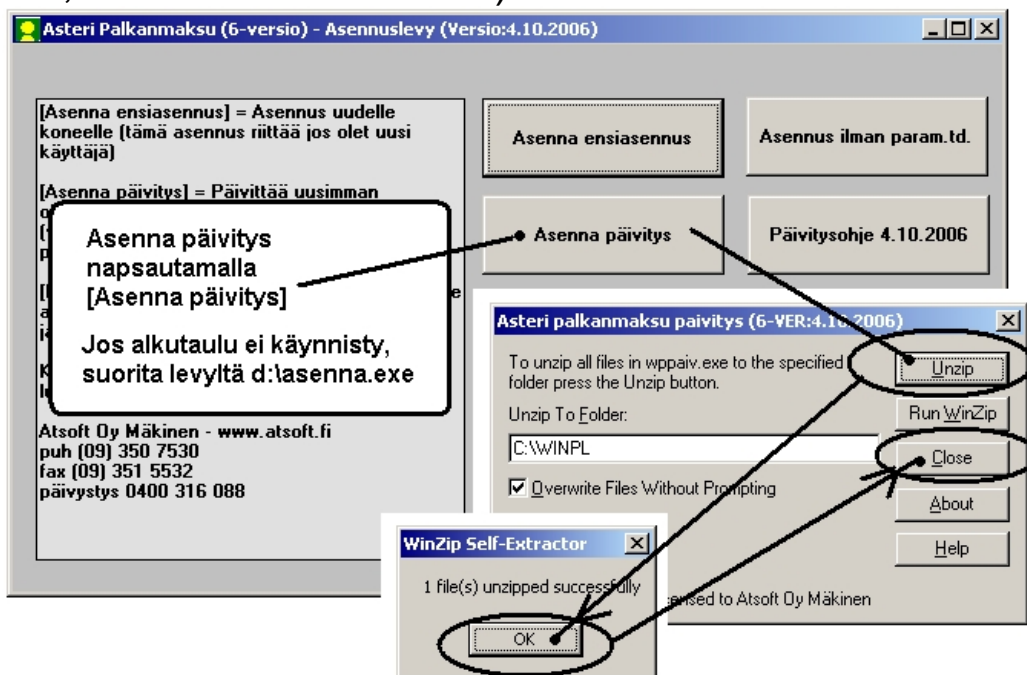 Asteri Palkanmaksu (6-versio) - Asennuslevy (Versio:4.10.2006)
[Asenna ensiasennus] = Asennus uudelle
koneelle (tämä asennus riittää jos olet uusi
käyttäjä)
[Asenna päivitys] = Päivittää uusimman
Asenna ensiasennus
Asennus ilman param.td.
Asenna päivitys
Päivitysohje 4.10.2006
Asenna päivitys
napsautamalla
[Asenna päivitys]
Jos alkutaulu ei käynnisty,
suorita levyltä d:\asenna.exe
Atsoft Oy Mäkinen - www.atsoft.fi
puh (09) 350 7530
fax (09) 351 5532
päivystys 0400 316 088
Asteri palkanmaksu paivitys (6-VER:4.10.2006)
To unzip all files in wppaiv.exe to the specified
folder press the Unzip button.
Unzip To Folder:
C:\WINPL
Overwrite Files Without Prompting
Unzip
Run WinZip
Close
About
Help
to Atsoft Oy Mäkinen
WinZip Self-Extractor
1 file(s) unzipped successfully
OK